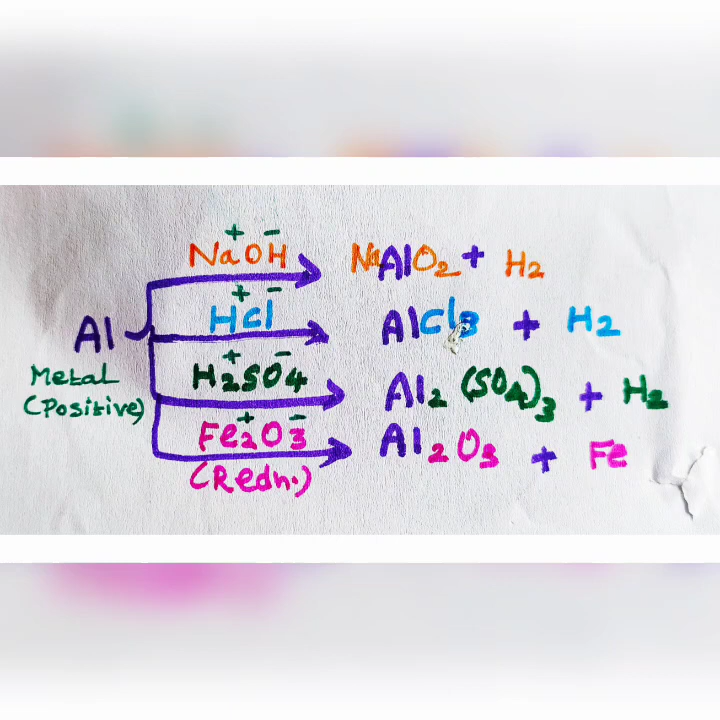 + -
NaOH NaAlO2 + H2
+ -
HCl AlCl3 + H2
Al
+ -
H2SO4 Al2(SO4)3 + H2
Metal
(Positive)
+ -
Fe2O3 Al2O3 + Fe
(Redn.)